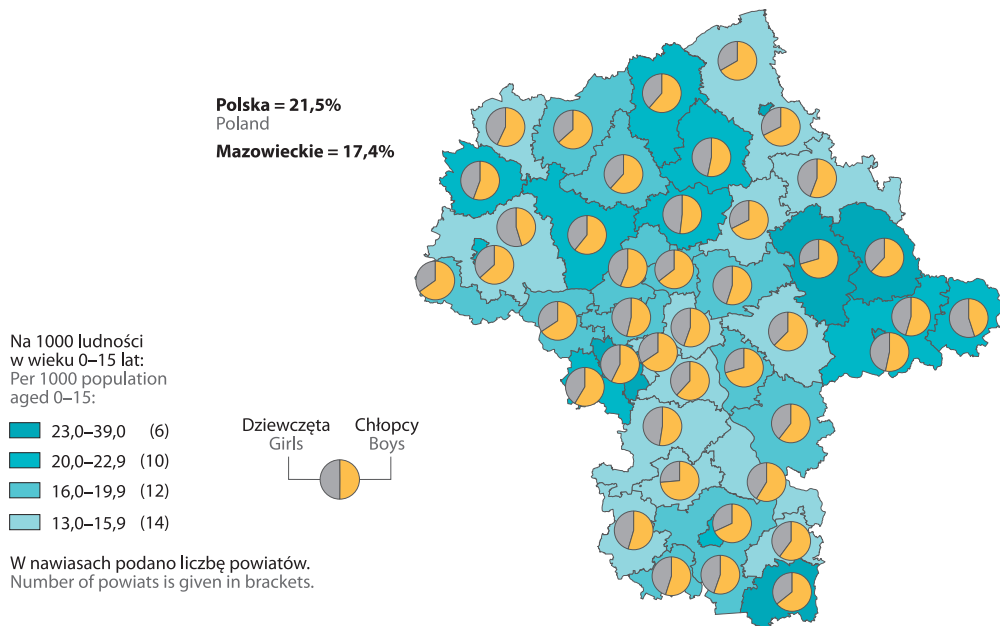 Polska = 21,5%
Poland
Mazowieckie = 17,4%
Na 1000 ludności
w wieku 0–15 lat:
Per 1000 population
aged 0–15:
23,0–39,0 (6)
20,0–22,9 (10)
16,0–19,9 (12)
13,0–15,9 (14)
Dziewczęta Chłopcy
Girls Boys
W nawiasach podano liczbę powiatów.
Number of powiats is given in brackets.